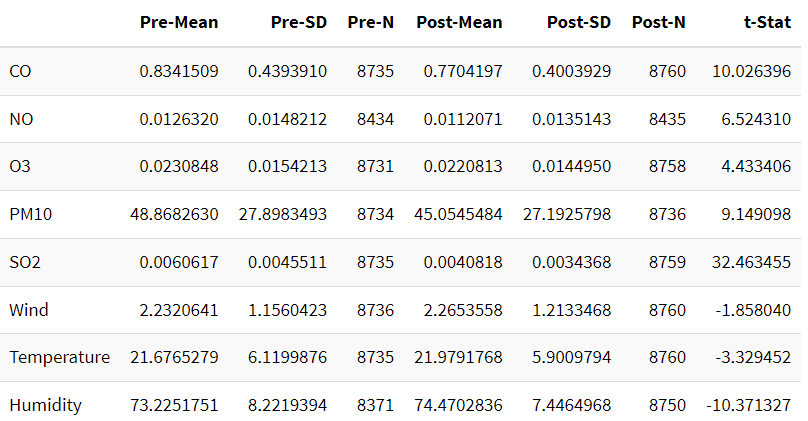 Pre-Mean Pre-SD Pre-N Post-Mean Post-SD Post-N t-Stat
CO 0.8341509 0.4393910 8735 0.7704197 0.4003929 8760 10.026396
NO 0.0126320 0.0148212 8434 0.0112071 0.0135143 8435 6.524310
O3 0.0230848 0.0154213 8731 0.0220813 0.0144950 8758 4.433406
PM10 48.8682630 27.8983493 8734 45.0545484 27.1925798 8736 9.149098
SO2 0.0060617 0.0045511 8735 0.0040818 0.0034368 8759 32.463455
Wind 2.2320641 1.1560423 8736 2.2653558 1.2133468 8760 -1.858040
Temperature 21.6765279 6.1199876 8735 21.9791768 5.9009794 8760 -3.329452
Humidity 73.2251751 8.2219394 8371 74.4702836 7.4464968 8750 -10.371327